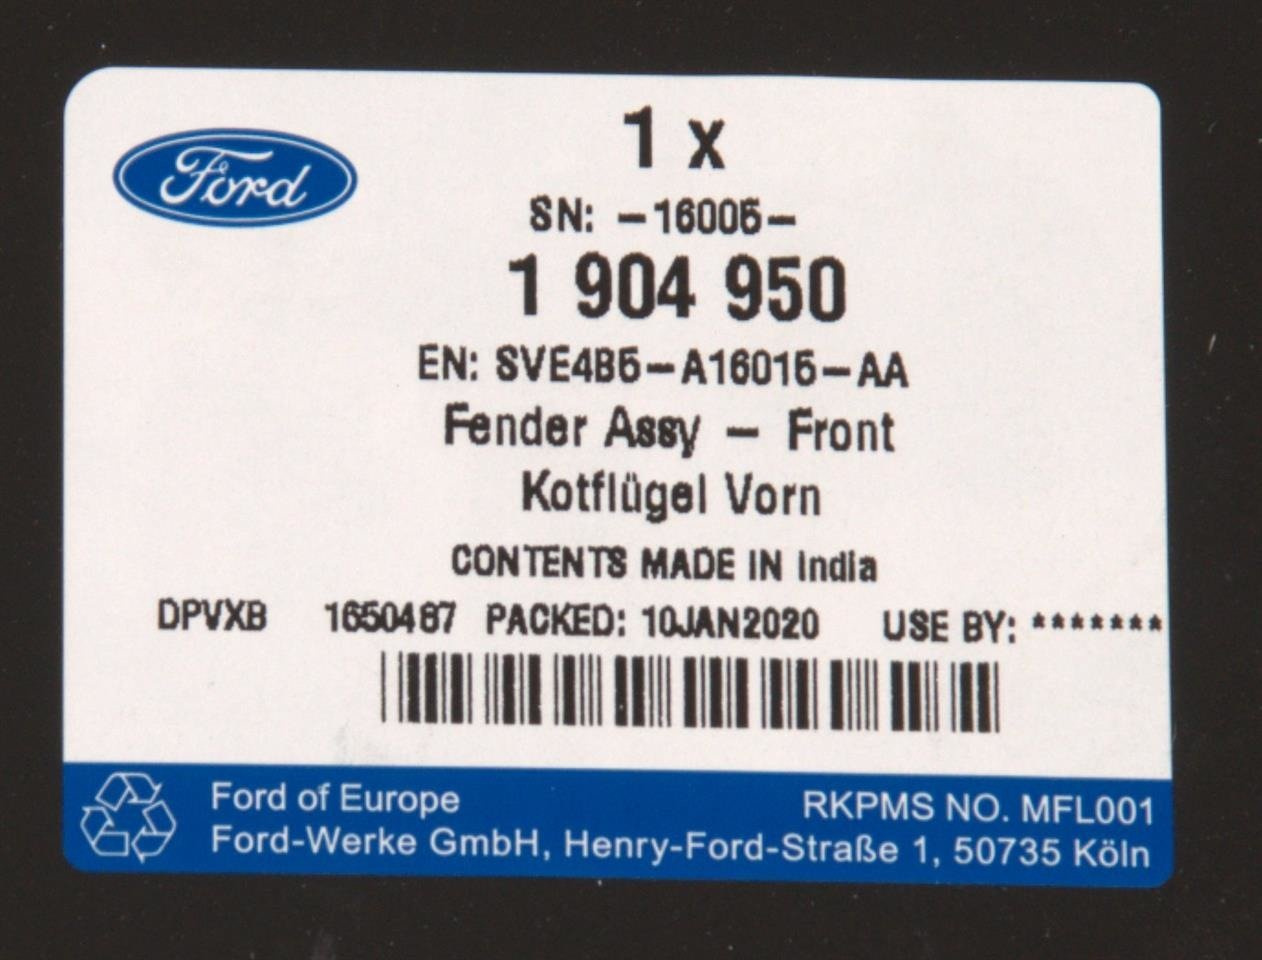 Ford
1 x
SN: -16005-
1 904 950
EN: SVE4B5-A16015-AA
Fender Assy - Front
Kotflügel Vorn
CONTENTS MADE IN India
DPVXB 1650487 PACKED: 10JAN2020 USE BY: *******
Ford of Europe RKPMS NO. MFL001
Ford-Werke GmbH, Henry-Ford-Straße 1, 50735 Köln